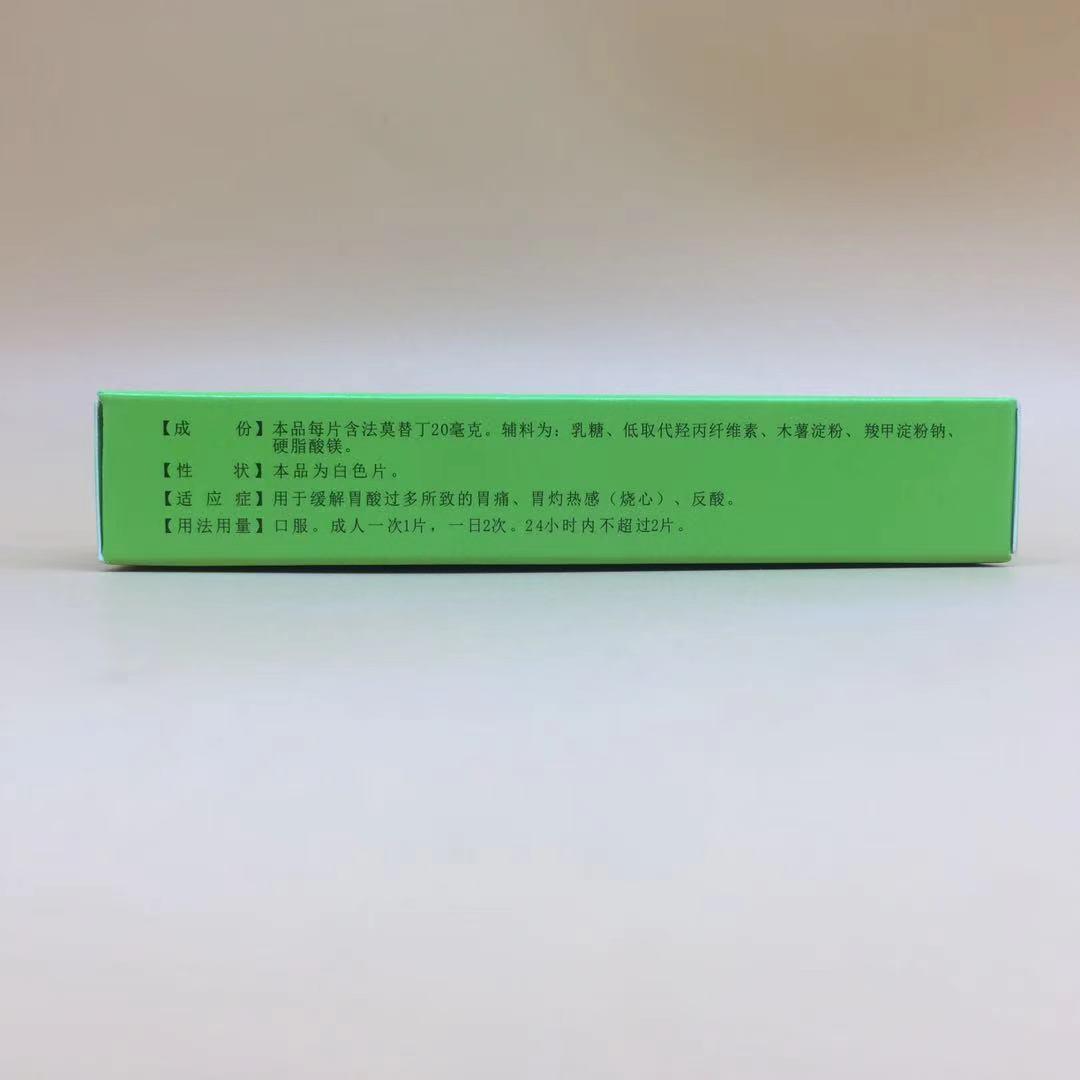 【成　　份】本品每片含法莫替丁20毫克。辅料为：乳糖、低取代羟丙纤维素、木薯淀粉、羧甲淀粉钠、
硬脂酸镁。
【性　　状】本品为白色片。
【适 应 症】用于缓解胃酸过多所致的胃痛、胃灼热感（烧心）、反酸。
【用法用量】口服。成人一次1片，一日2次。24小时内不超过2片。